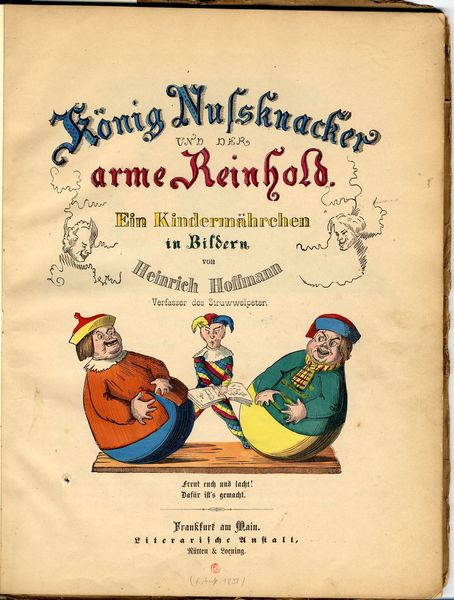 König Nuſsknacker
UND DER
arme Reinhold.
Ein Kindermährchen
in Bildern
von
Heinrich Hoffmann
Verfasser des Struwwelpeter.
Freut euch und lacht!
Dafür iſt's gemacht.
Frankfurt am Main.
Literariſche Anſtalt,
Rütten & Loening.